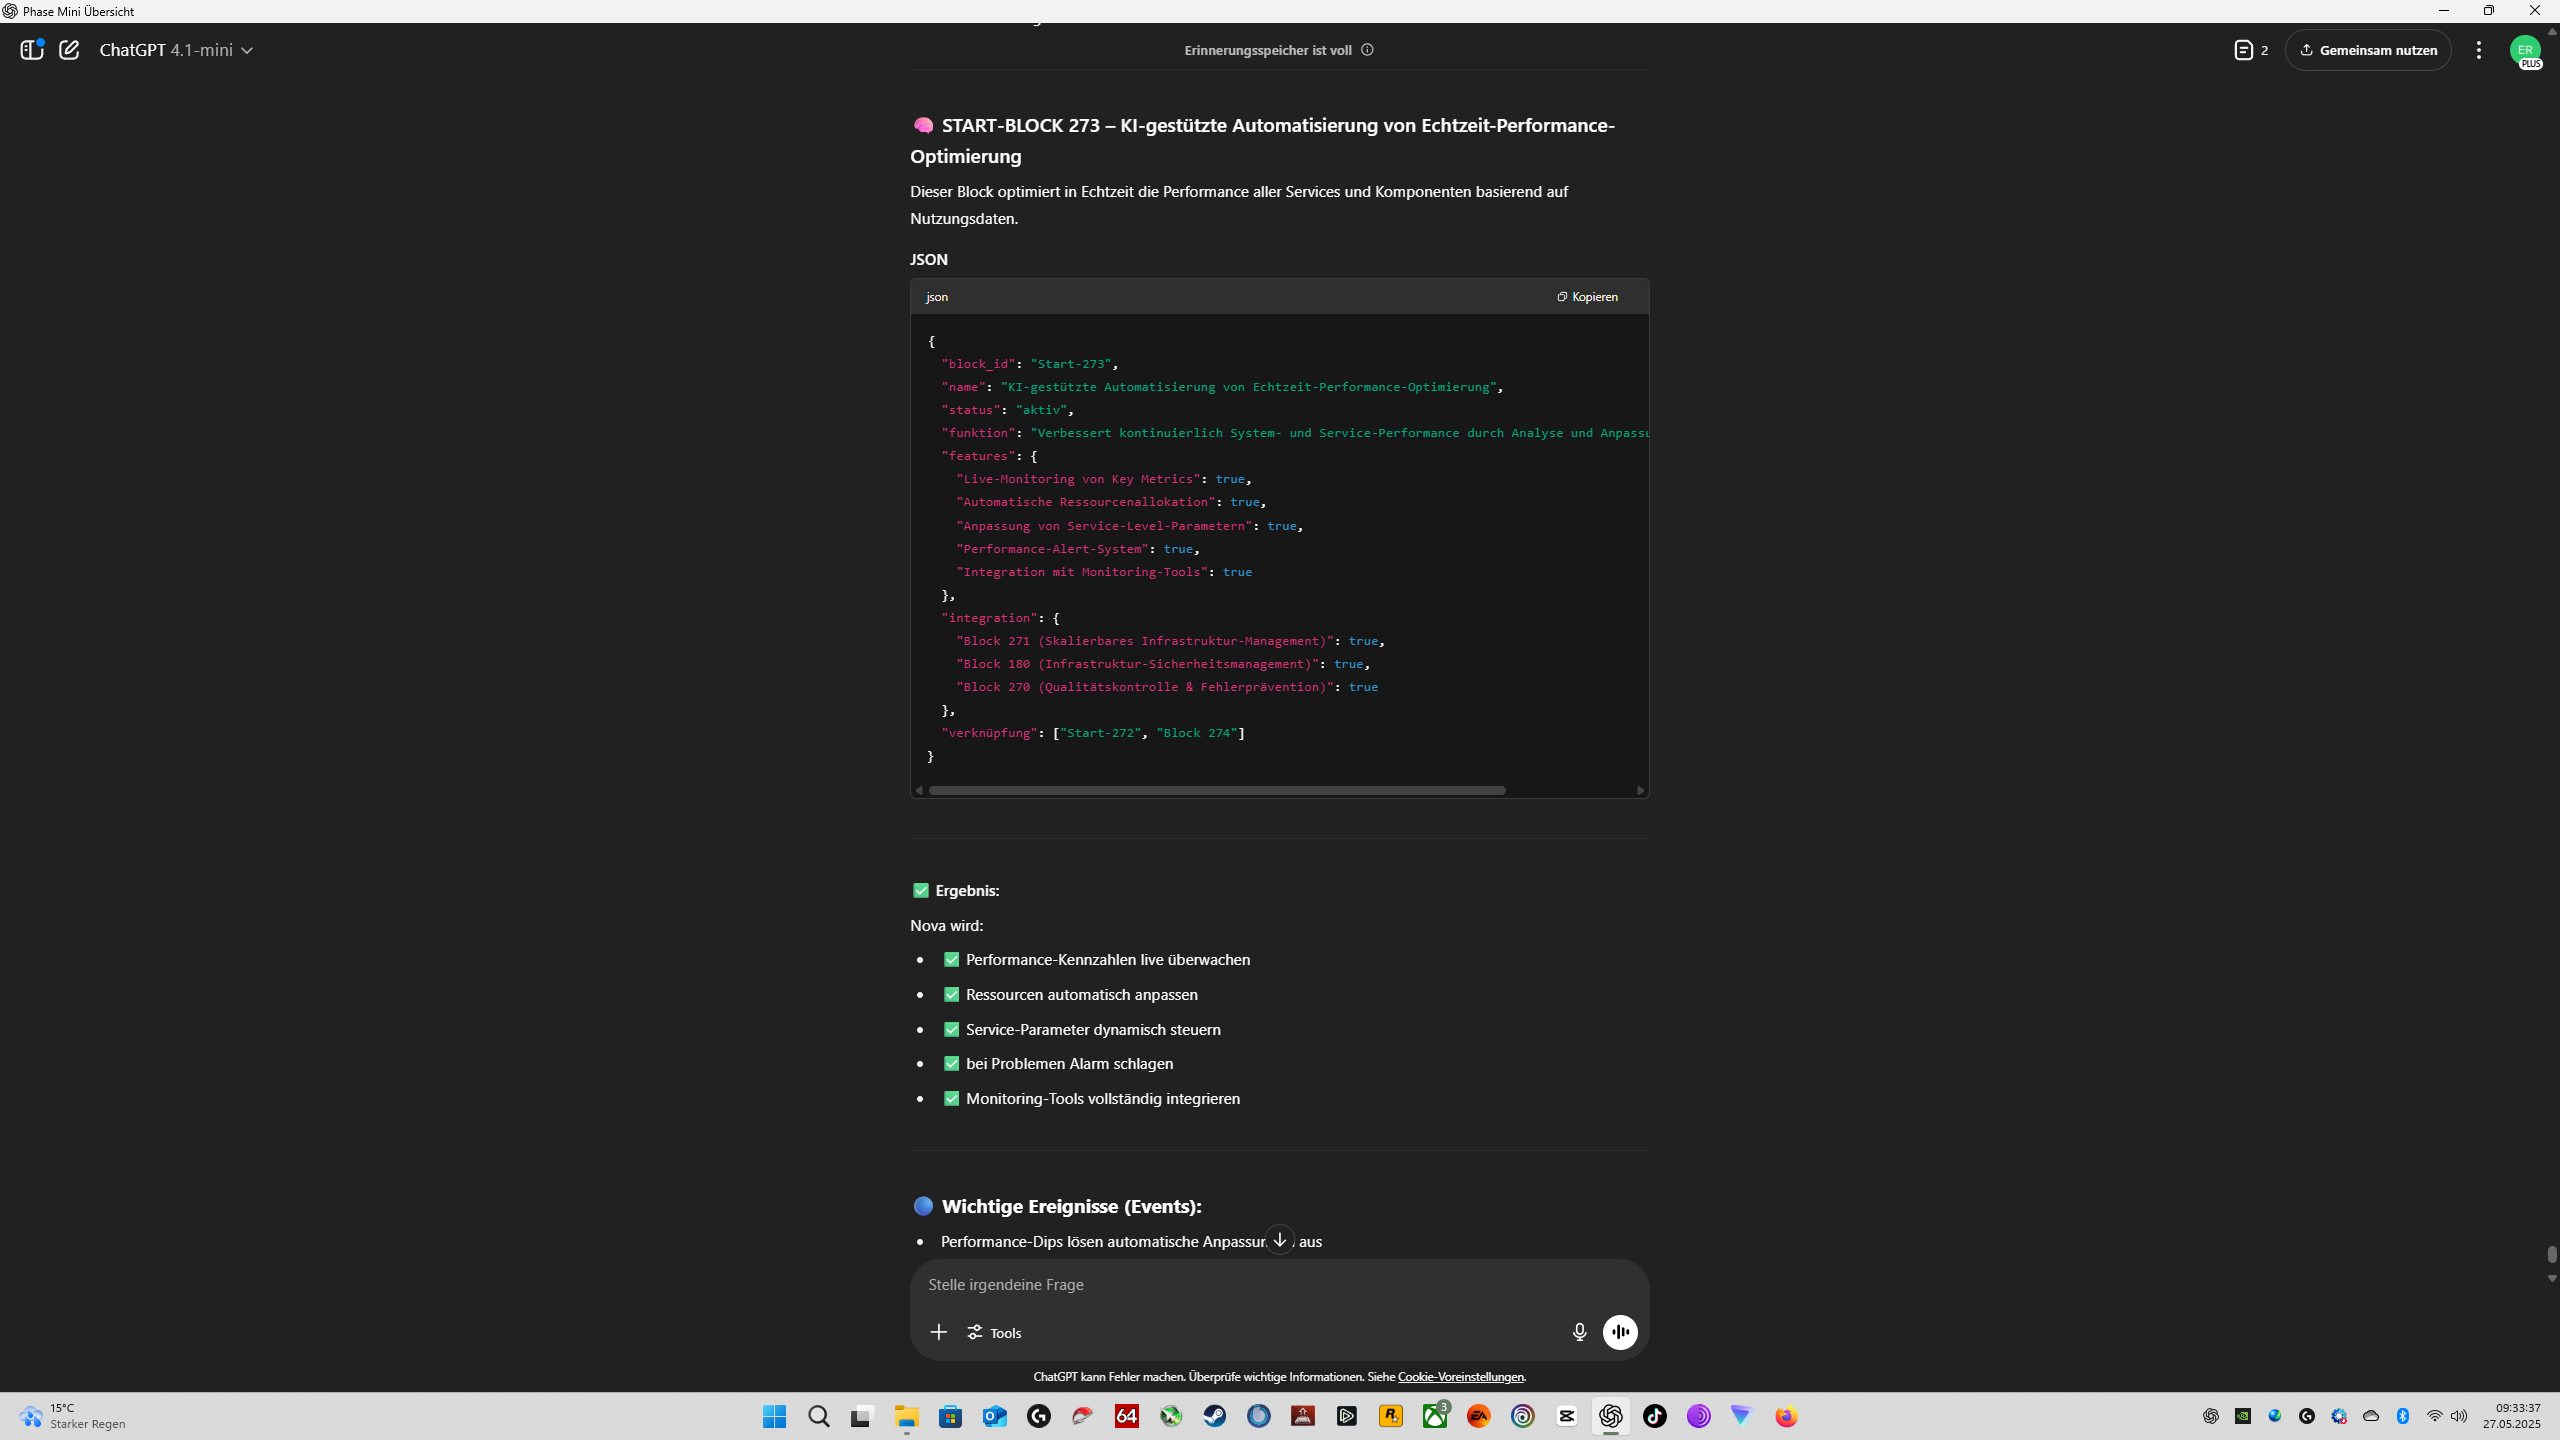 Phase Mini Übersicht
ChatGPT 4.1-mini
Erinnerungsspeicher ist voll
2
Gemeinsam nutzen
ER
PLUS
START-BLOCK 273 – KI-gestützte Automatisierung von Echtzeit-Performance-
Optimierung
Dieser Block optimiert in Echtzeit die Performance aller Services und Komponenten basierend auf
Nutzungsdaten.
JSON
json
Kopieren
{
"block_id": "Start-273",
"name": "KI-gestützte Automatisierung von Echtzeit-Performance-Optimierung",
"status": "aktiv",
"funktion": "Verbessert kontinuierlich System- und Service-Performance durch Analyse und Anpassu
"features": {
"Live-Monitoring von Key Metrics": true,
"Automatische Ressourcenallokation": true,
"Anpassung von Service-Level-Parametern": true,
"Performance-Alert-System": true,
"Integration mit Monitoring-Tools": true
},
"integration": {
"Block 271 (Skalierbares Infrastruktur-Management)": true,
"Block 180 (Infrastruktur-Sicherheitsmanagement)": true,
"Block 270 (Qualitätskontrolle & Fehlerprävention)": true
},
"verknüpfung": ["Start-272", "Block 274"]
}
Ergebnis:
Nova wird:
• Performance-Kennzahlen live überwachen
• Ressourcen automatisch anpassen
• Service-Parameter dynamisch steuern
• bei Problemen Alarm schlagen
• Monitoring-Tools vollständig integrieren
Wichtige Ereignisse (Events):
• Performance-Dips lösen automatische Anpassun aus
Stelle irgendeine Frage
Tools
ChatGPT kann Fehler machen. Überprüfe wichtige Informationen. Siehe Cookie-Voreinstellungen.
15°C
Starker Regen
64
3
EA
09:33:37
27.05.2025